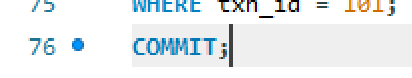 75 WHERE txn_id = 101;
76 COMMIT;